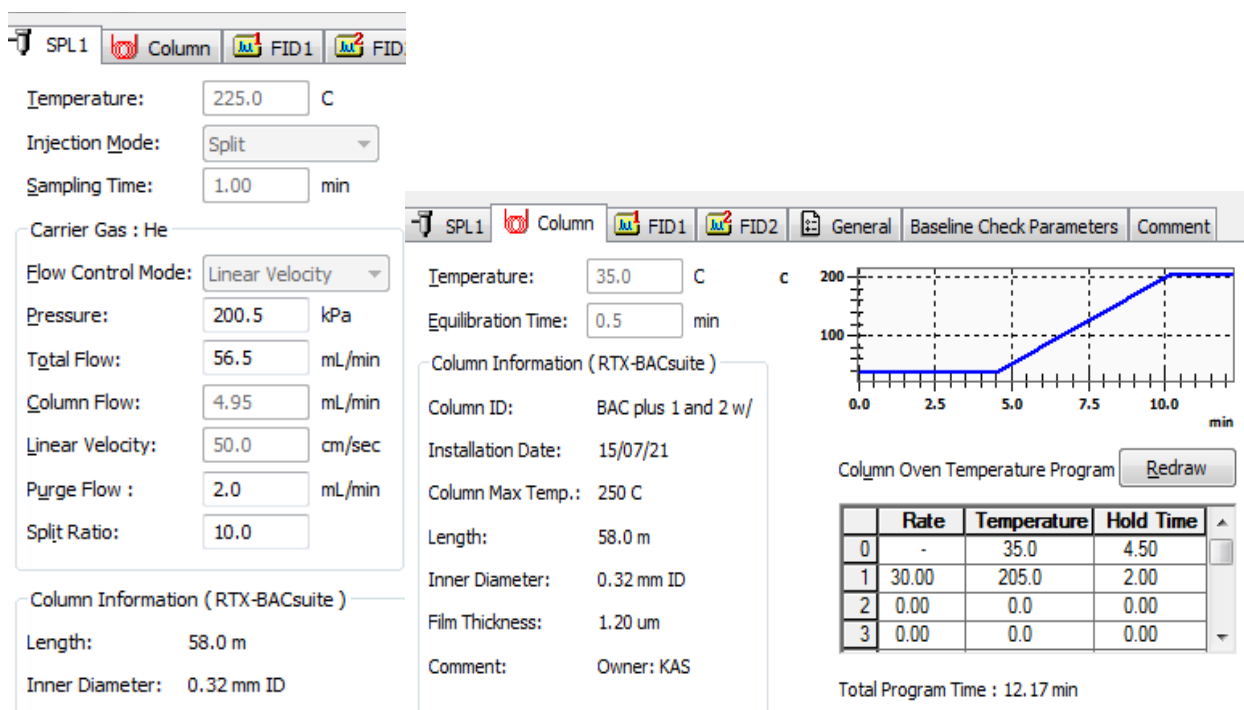 SPL1 Column FID1 FID
Temperature: 225.0 C
Injection Mode: Split
Sampling Time: 1.00 min
Carrier Gas : He
Flow Control Mode: Linear Velocity
Pressure: 200.5 kPa
Total Flow: 56.5 mL/min
Column Flow: 4.95 mL/min
Linear Velocity: 50.0 cm/sec
Purge Flow : 2.0 mL/min
Split Ratio: 10.0
Column Information ( RTX-BACsuite )
Length: 58.0 m
Inner Diameter: 0.32 mm ID
SPL1 Column FID1 FID2 General Baseline Check Parameters Comment
Temperature: 35.0 C
Equilibration Time: 0.5 min
Column Information ( RTX-BACsuite )
Column ID: BAC plus 1 and 2 w/
Installation Date: 15/07/21
Column Max Temp.: 250 C
Length: 58.0 m
Inner Diameter: 0.32 mm ID
Film Thickness: 1.20 um
Comment: Owner: KAS
c 200
100
0.0 2.5 5.0 7.5 10.0
min
Column Oven Temperature Program Redraw
Rate Temperature Hold Time
0 - 35.0 4.50
1 30.00 205.0 2.00
2 0.00 0.0 0.00
3 0.00 0.0 0.00
Total Program Time : 12.17 min